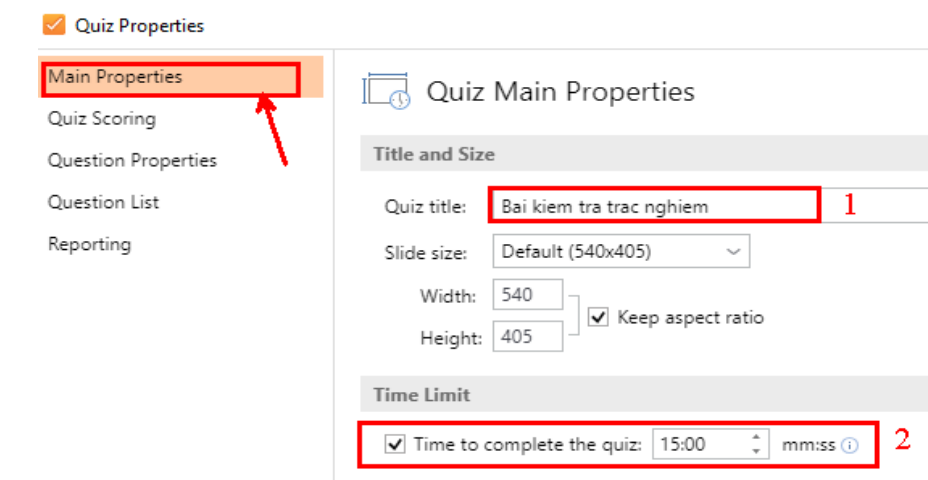 Quiz Properties
Main Properties
Quiz Scoring
Question Properties
Question List
Reporting
Quiz Main Properties
Title and Size
Quiz title: Bai kiem tra trac nghiem 1
Slide size: Default (540x405)
Width: 540
Keep aspect ratio
Height: 405
Time Limit
Time to complete the quiz: 15:00 mm:ss 2